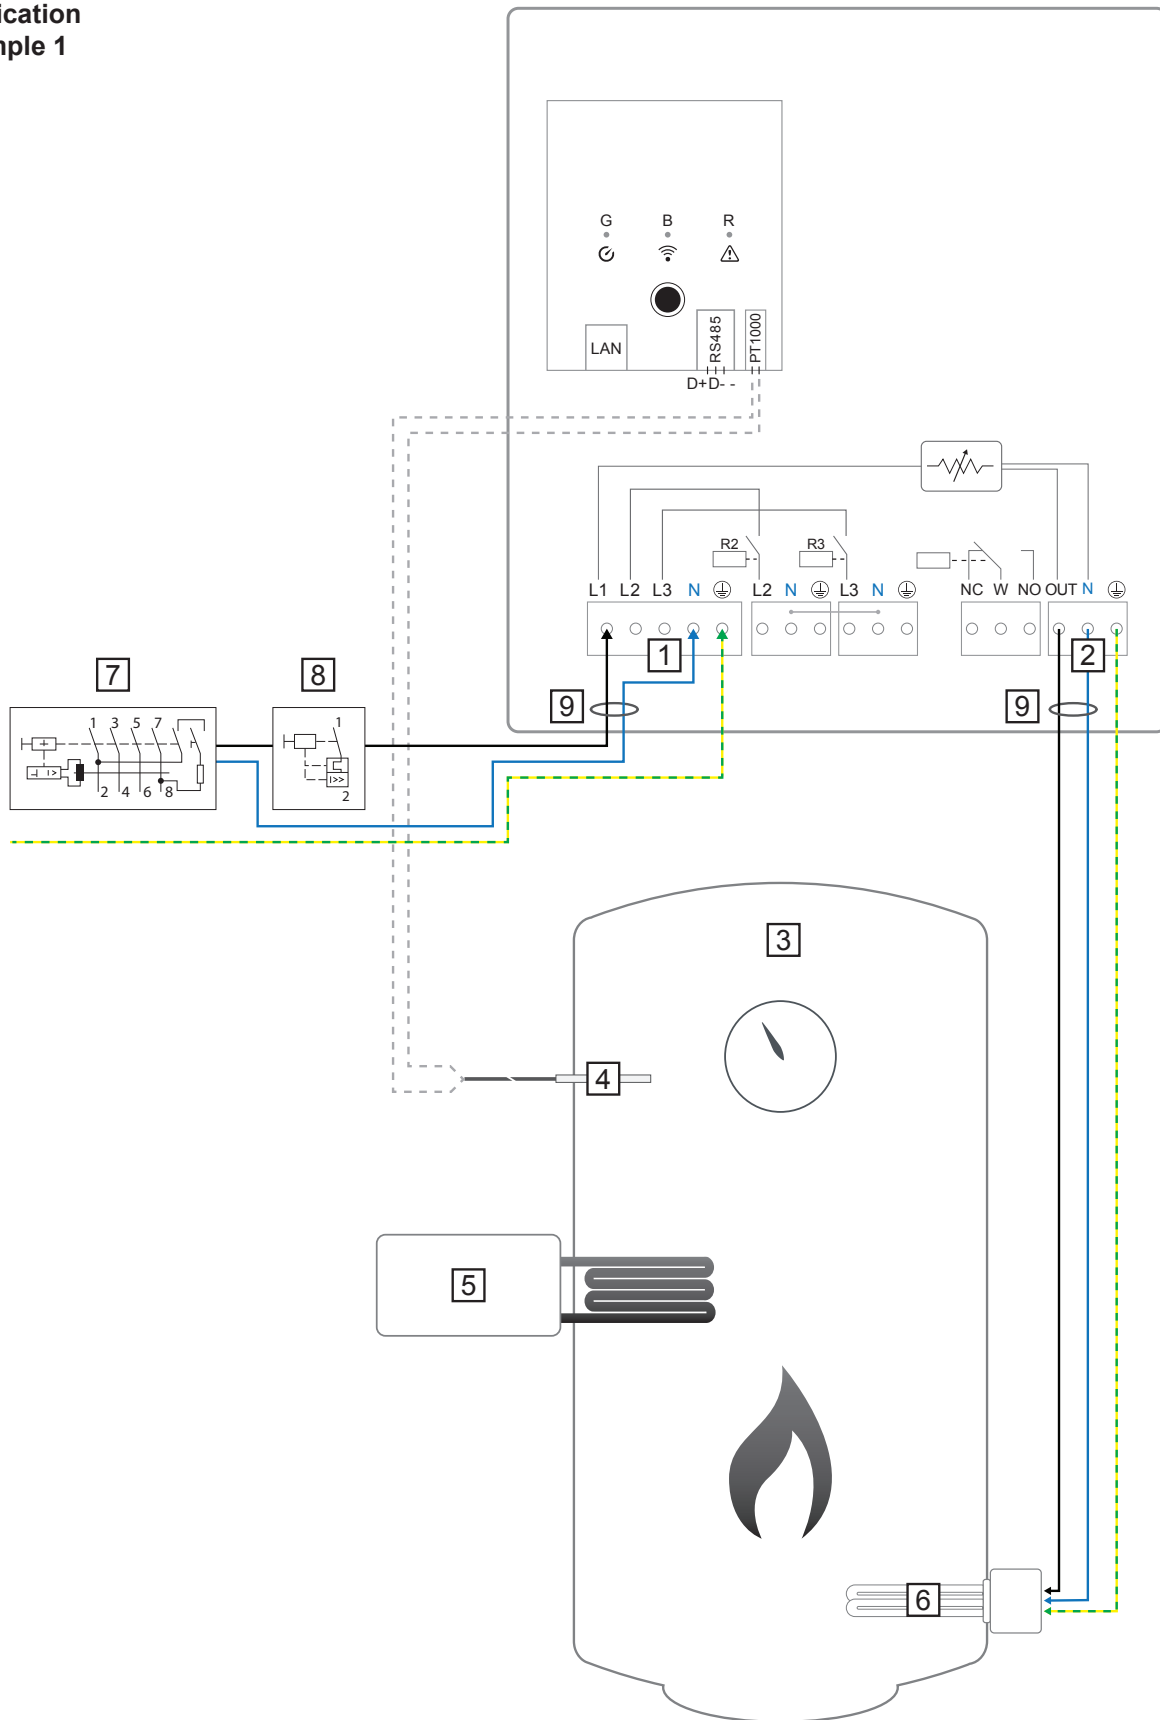 ication
nple 1
G B R
LAN
RS485
PT1000
D+D- -
R2 R3
L1 L2 L3 N L2 N L3 N NC W NO OUT N
1 2
7 8
9 9
1 3 5 7
2 4 6 8
1
2
I> I>>
3
4
5
6